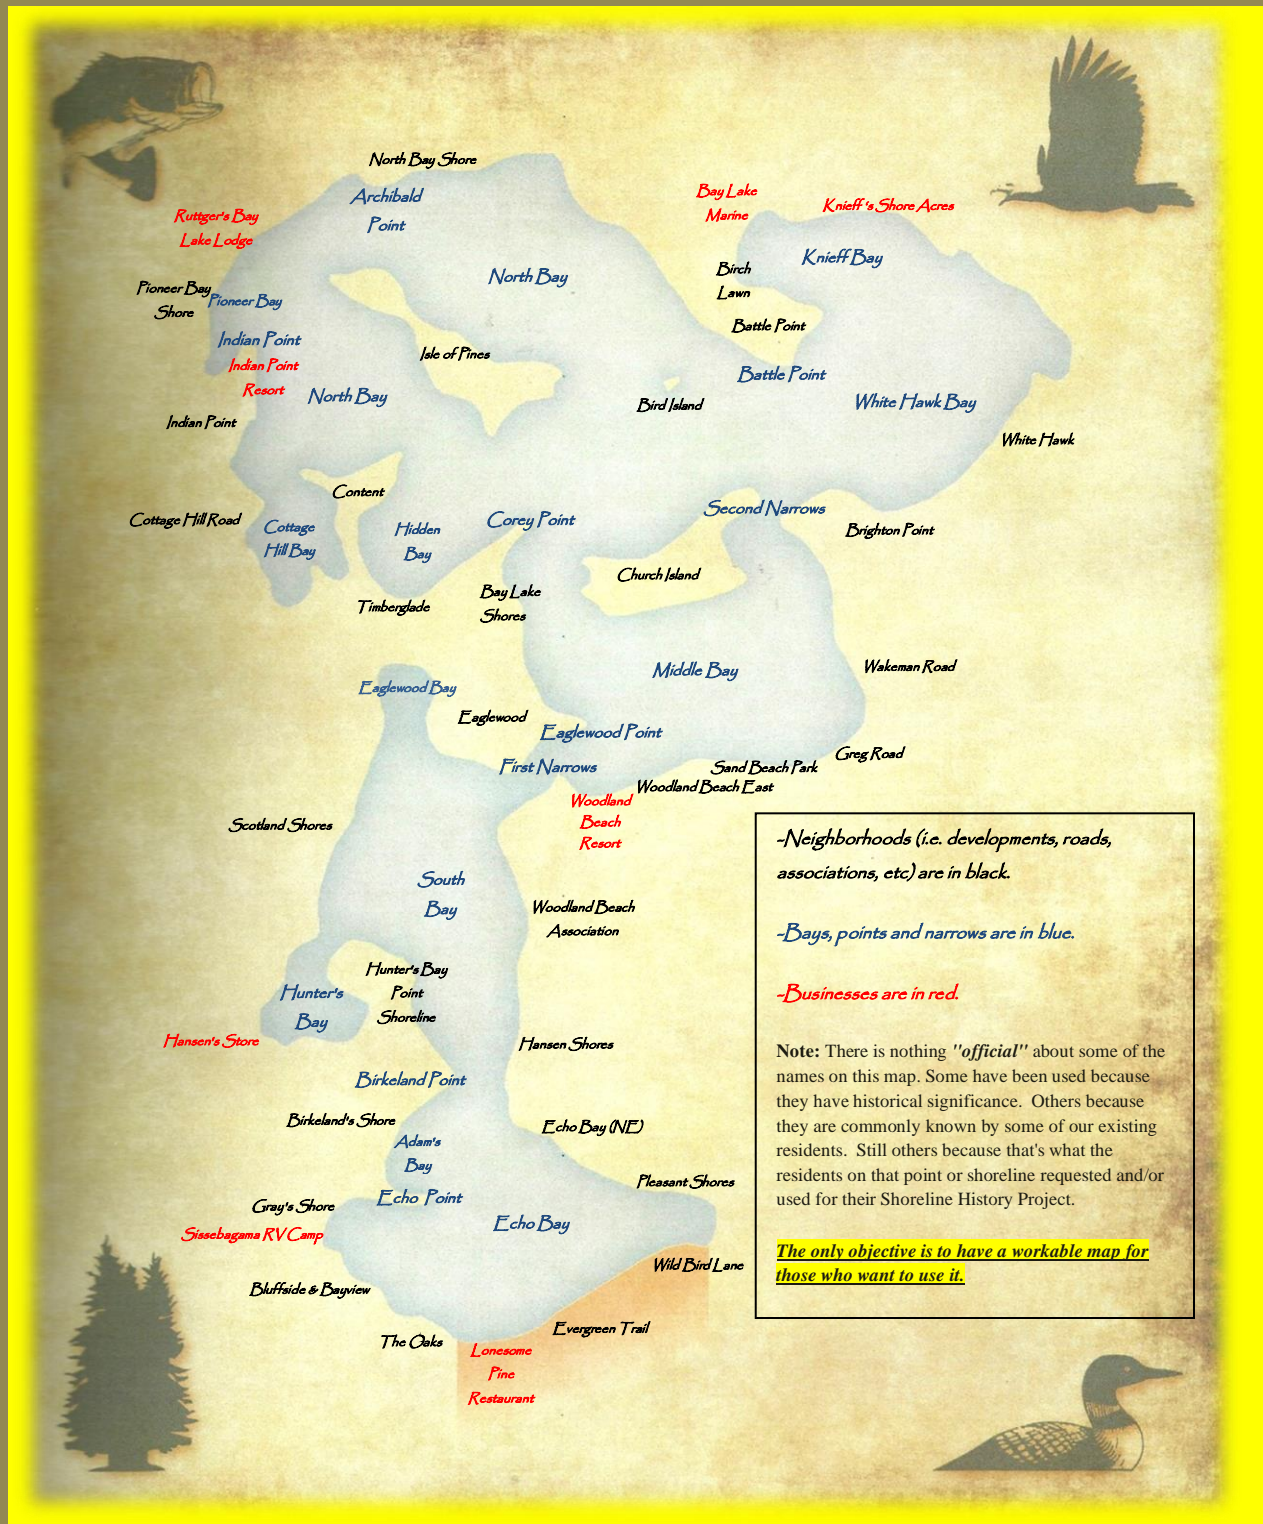 North Bay Shore
Archibald
Point
Bay Lake
Marine
Knieff 's Shore Acres
Ruttger's Bay
Lake Lodge
North Bay
Knieff Bay
Birch
Lawn
Pioneer Bay
Shore
Pioneer Bay
Battle Point
Indian Point
Indian Point
Resort
Isle of Pines
Battle Point
North Bay
Bird Island
White Hawk Bay
Indian Point
White Hawk
Content
Cottage Hill Road
Cottage
Hill Bay
Hidden
Bay
Corey Point
Second Narrows
Brighton Point
Church Island
Bay Lake
Shores
Timberglade
Middle Bay
Wakeman Road
Eaglewood Bay
Eaglewood
Eaglewood Point
First Narrows
Greg Road
Sand Beach Park
Woodland Beach East
Woodland
Beach
Resort
Scotland Shores
South
Bay
Woodland Beach
Association
Hunter's Bay
Point
Shoreline
Hunter's
Bay
Hansen's Store
Hansen Shores
Birkeland Point
Birkeland's Shore
Adam's
Bay
Echo Bay (NE)
Echo Point
Pleasant Shores
Gray's Shore
Sissebagama RV Camp
Echo Bay
Wild Bird Lane
Bluffside & Bayview
Evergreen Trail
The Oaks
Lonesome
Pine
Restaurant
-Neighborhoods (i.e. developments, roads,
associations, etc) are in black.
-Bays, points and narrows are in blue.
-Businesses are in red.
Note: There is nothing "official" about some of the
names on this map. Some have been used because
they have historical significance. Others because
they are commonly known by some of our existing
residents. Still others because that's what the
residents on that point or shoreline requested and/or
used for their Shoreline History Project.
The only objective is to have a workable map for
those who want to use it.